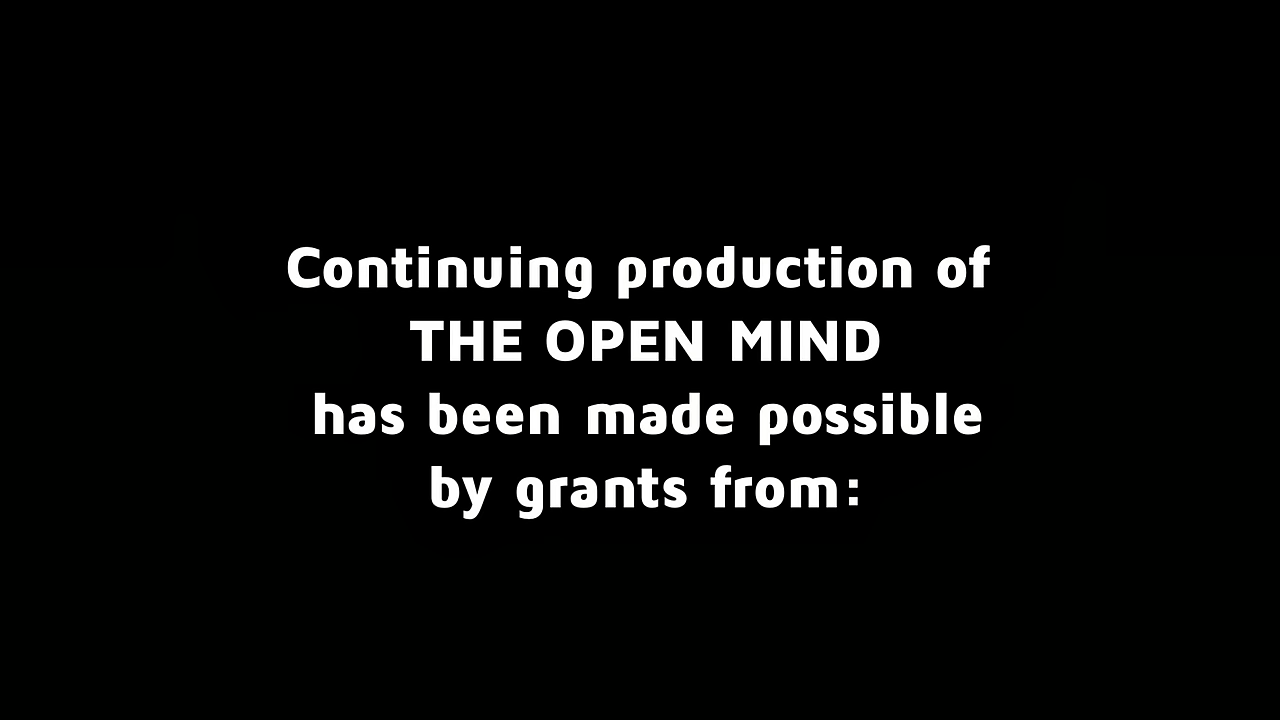 Continuing production of
THE OPEN MIND
has been made possible
by grants from: